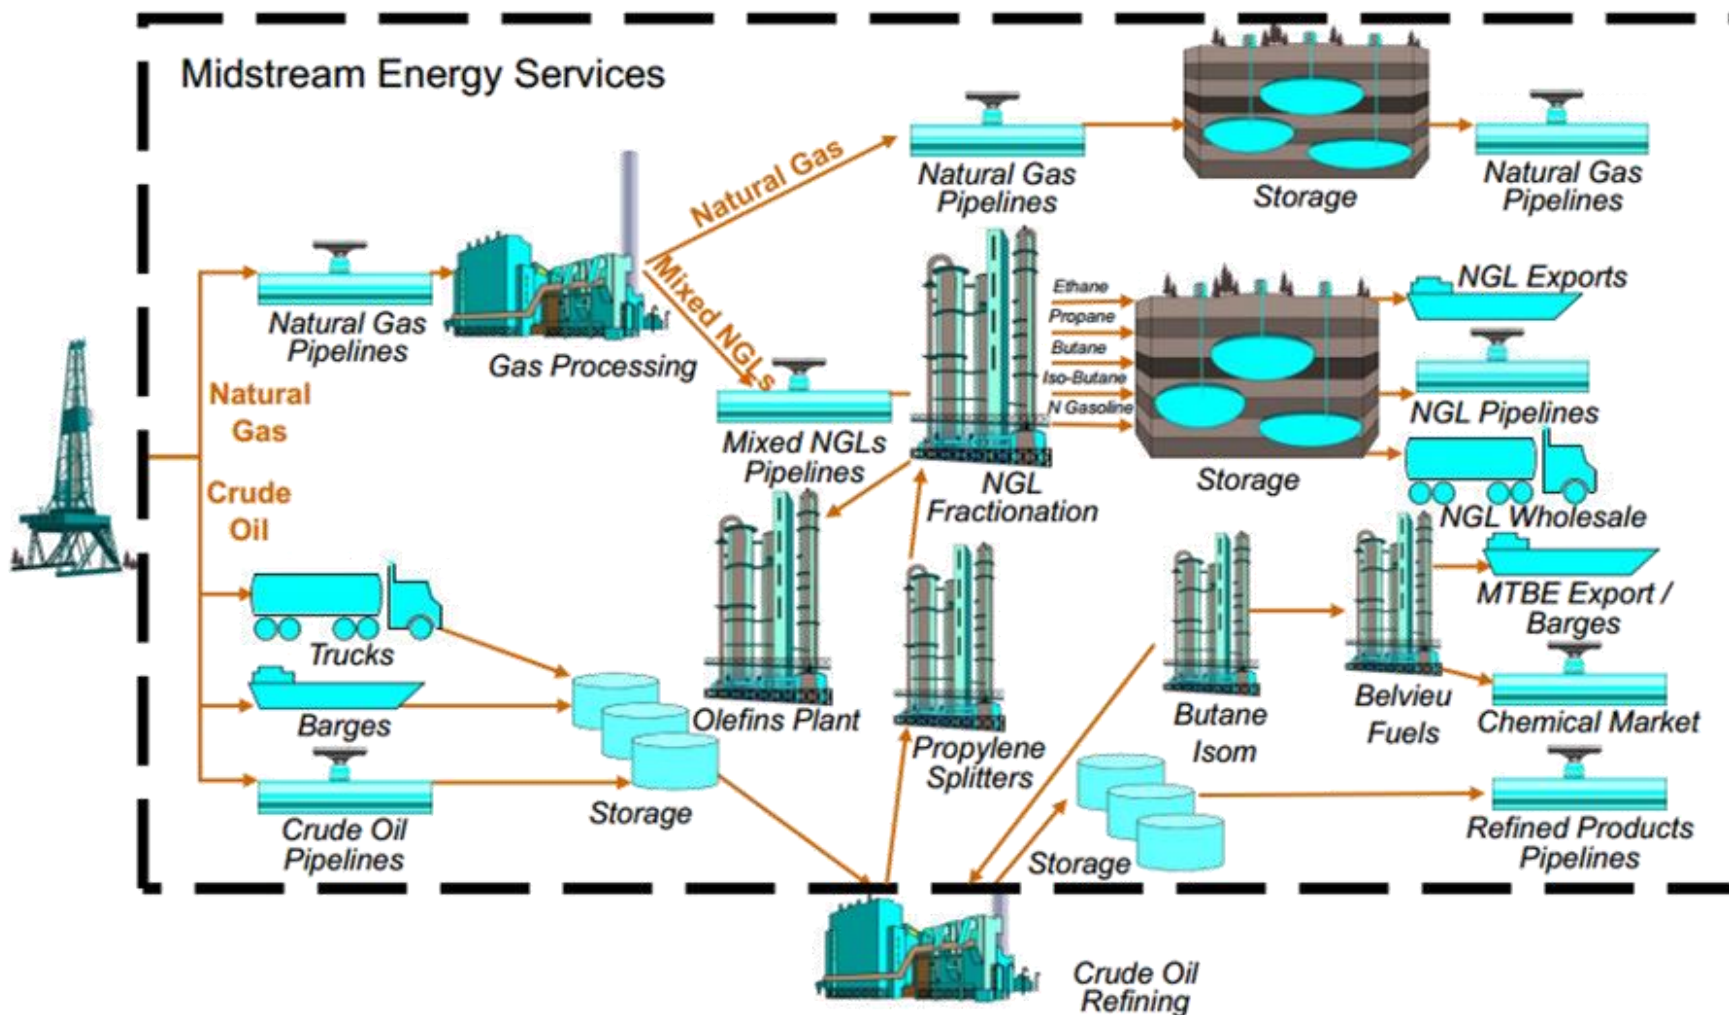 Midstream Energy Services
Natural Gas
Pipelines
Storage
Natural Gas
Pipelines
Natural Gas
Mixed NGLs
Natural Gas
Pipelines
Gas Processing
Natural
Gas
Crude
Oil
Mixed NGLs
Pipelines
NGL
Fractionation
Ethane
Propane
Butane
Iso-Butane
N Gasoline
Storage
NGL Exports
NGL Pipelines
NGL Wholesale
Trucks
Barges
Crude Oil
Pipelines
Storage
Olefins Plant
Propylene
Splitters
Butane
Isom
Belvieu
Fuels
MTBE Export /
Barges
Chemical Market
Storage
Refined Products
Pipelines
Crude Oil
Refining